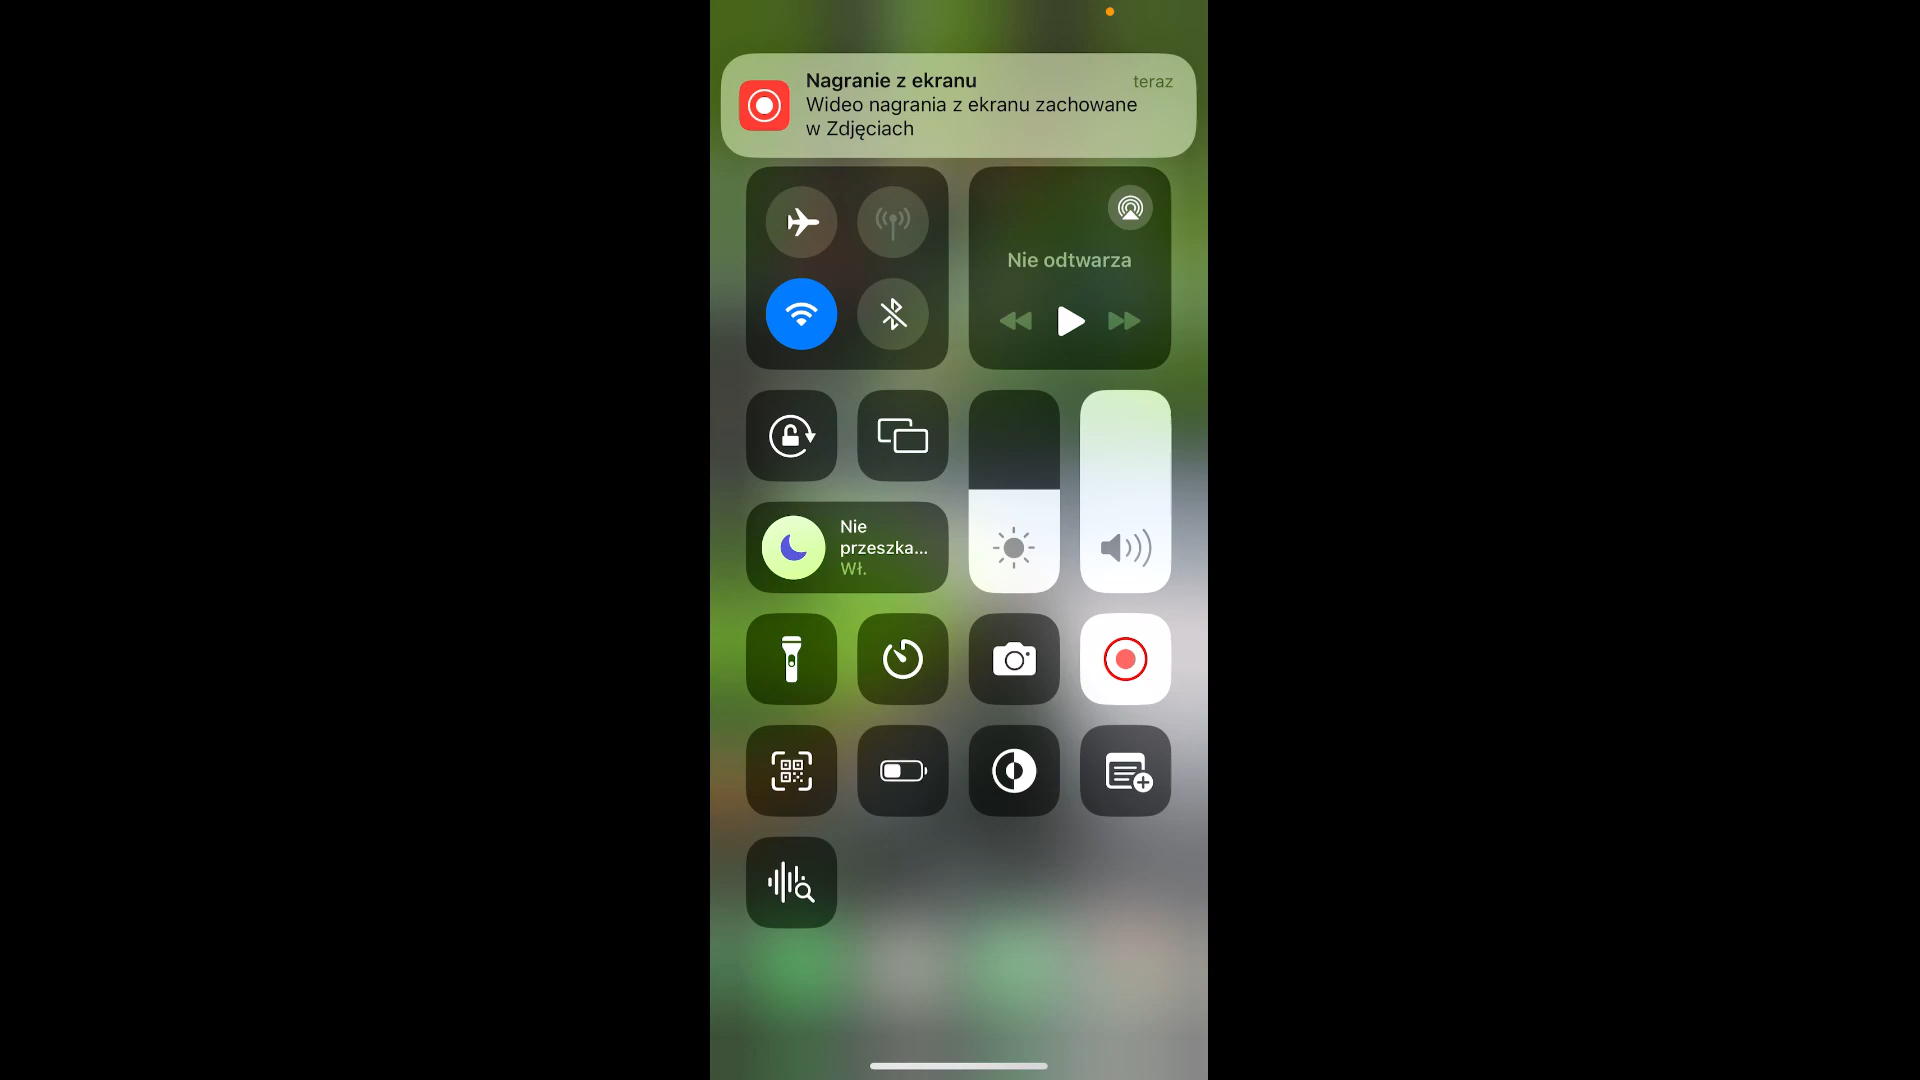 Nagranie z ekranu
teraz
Wideo nagrania z ekranu zachowane
w Zdjęciach
Nie odtwarza
Nie
przeszka...
Wł.